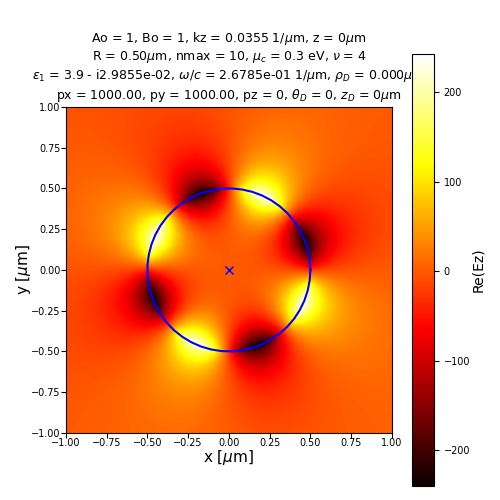 Ao = 1, Bo = 1, kz = 0.0355 1/μm, z = 0μm
R = 0.50μm, nmax = 10, μc = 0.3 eV, ν = 4
ε1 = 3.9 - i2.9855e-02, ω/c = 2.6785e-01 1/μm, ρD = 0.000μ
px = 1000.00, py = 1000.00, pz = 0, θD = 0, zD = 0μm
1.00
0.75
0.50
0.25
0.00
−0.25
−0.50
−0.75
−1.00
y [μm]
−1.00 −0.75 −0.50 −0.25 0.00 0.25 0.50 0.75 1.00
x [μm]
200
100
0
−100
−200
Re(Ez)